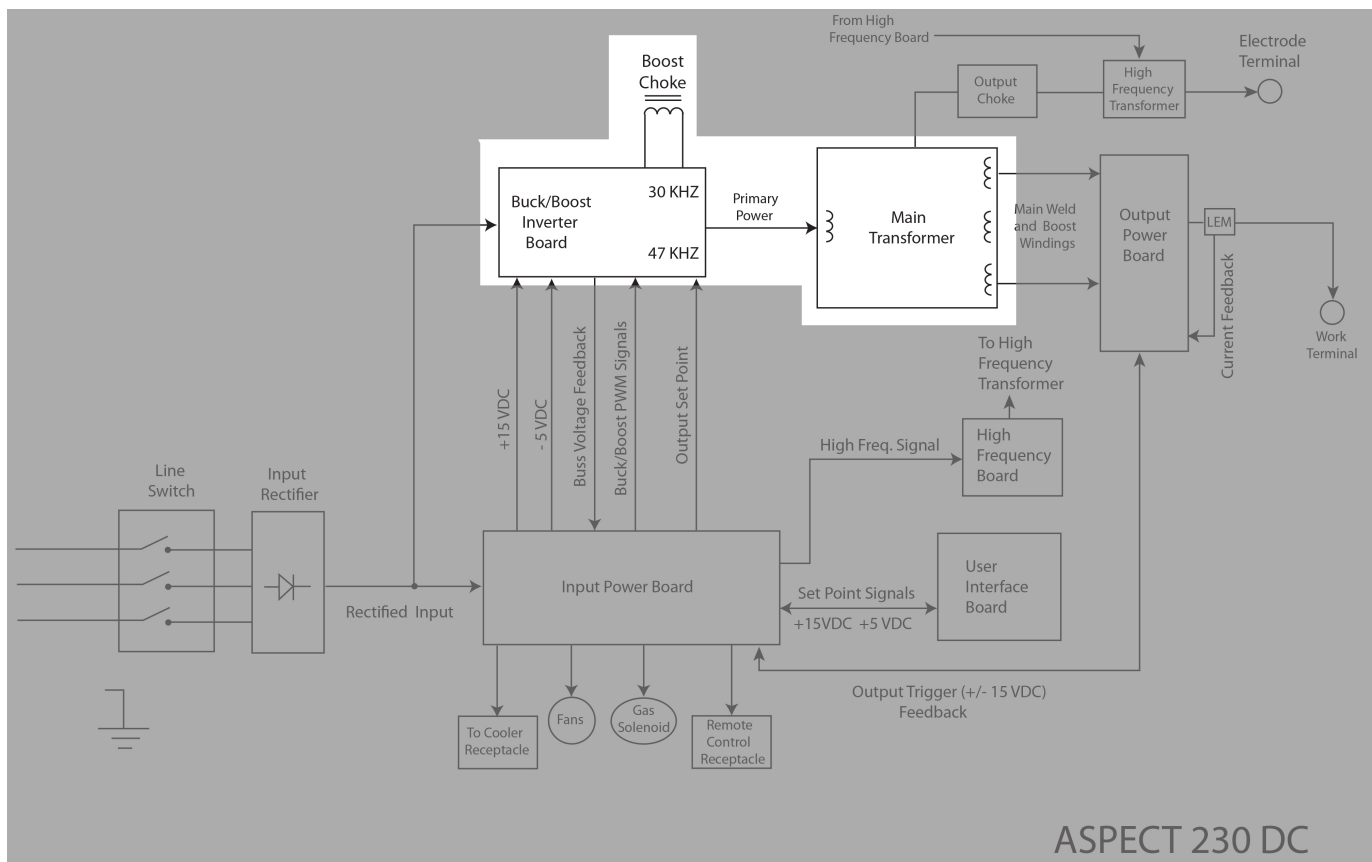 From High
Frequency Board
Electrode
Terminal
Boost
Choke
Output
Choke
High
Frequency
Transformer
Buck/Boost
Inverter
Board
30 KHZ
47 KHZ
Primary
Power
Main
Transformer
Main Weld
and Boost
Windings
Output
Power
Board
LEM
Current Feedback
Work
Terminal
+15 VDC
- 5 VDC
Buss Voltage Feedback
Buck/Boost PWM Signals
Output Set Point
To High
Frequency
Transformer
High Freq. Signal
High
Frequency
Board
Line
Switch
Input
Rectifier
Rectified Input
Input Power Board
Set Point Signals
+15VDC +5 VDC
User
Interface
Board
Output Trigger (+/- 15 VDC)
Feedback
To Cooler
Receptacle
Fans
Gas
Solenoid
Remote
Control
Receptacle
ASPECT 230 DC